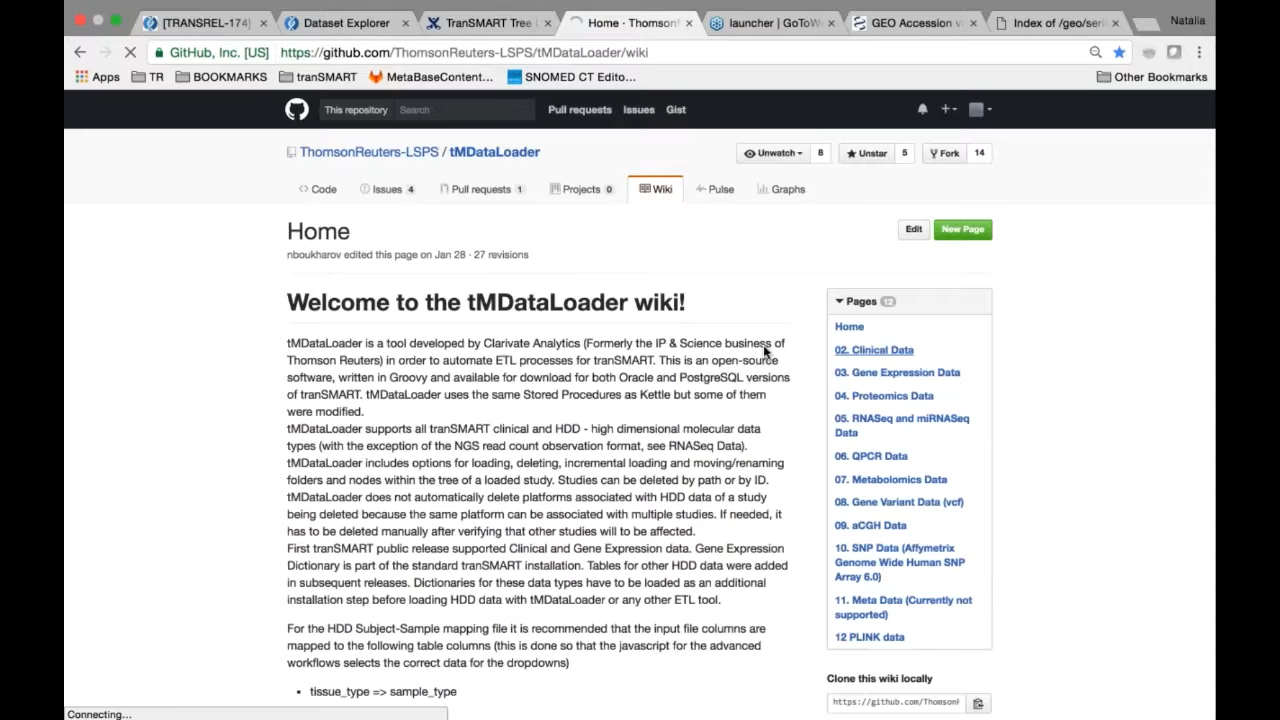 [TRANSREL-174]
Dataset Explorer
TranSMART Tree
Home · Thomson
launcher | GoToW
GEO Accession v
Index of /geo/seri
Natalia
GitHub, Inc. [US] https://github.com/ThomsonReuters-LSPS/tMDataLoader/wiki
Apps TR BOOKMARKS tranSMART MetaBaseContent... SNOMED CT Edito... Other Bookmarks
This repository Search Pull requests Issues Gist
ThomsonReuters-LSPS / tMDataLoader
Unwatch 8 Unstar 5 Fork 14
Code Issues 4 Pull requests 1 Projects 0 Wiki Pulse Graphs
Home
Edit New Page
nboukharov edited this page on Jan 28 · 27 revisions
Welcome to the tMDataLoader wiki!
tMDataLoader is a tool developed by Clarivate Analytics (Formerly the IP & Science business of
Thomson Reuters) in order to automate ETL processes for tranSMART. This is an open-source
software, written in Groovy and available for download for both Oracle and PostgreSQL versions
of tranSMART. tMDataLoader uses the same Stored Procedures as Kettle but some of them
were modified.
tMDataLoader supports all tranSMART clinical and HDD - high dimensional molecular data
types (with the exception of the NGS read count observation format, see RNASeq Data).
tMDataLoader includes options for loading, deleting, incremental loading and moving/renaming
folders and nodes within the tree of a loaded study. Studies can be deleted by path or by ID.
tMDataLoader does not automatically delete platforms associated with HDD data of a study
being deleted because the same platform can be associated with multiple studies. If needed, it
has to be deleted manually after verifying that other studies will to be affected.
First tranSMART public release supported Clinical and Gene Expression data. Gene Expression
Dictionary is part of the standard tranSMART installation. Tables for other HDD data were added
in subsequent releases. Dictionaries for these data types have to be loaded as an additional
installation step before loading HDD data with tMDataLoader or any other ETL tool.
For the HDD Subject-Sample mapping file it is recommended that the input file columns are
mapped to the following table columns (this is done so that the javascript for the advanced
workflows selects the correct data for the dropdowns)
• tissue_type => sample_type
Pages 12
Home
02. Clinical Data
03. Gene Expression Data
04. Proteomics Data
05. RNASeq and miRNASeq
Data
06. QPCR Data
07. Metabolomics Data
08. Gene Variant Data (vcf)
09. aCGH Data
10. SNP Data (Affymetrix
Genome Wide Human SNP
Array 6.0)
11. Meta Data (Currently not
supported)
12 PLINK data
Clone this wiki locally
https://github.com/Thomson
Connecting...